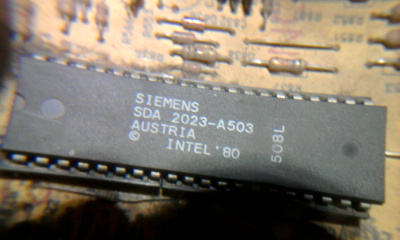 SIEMENS
SDA 2023-A503
AUSTRIA
© INTEL '80
508L